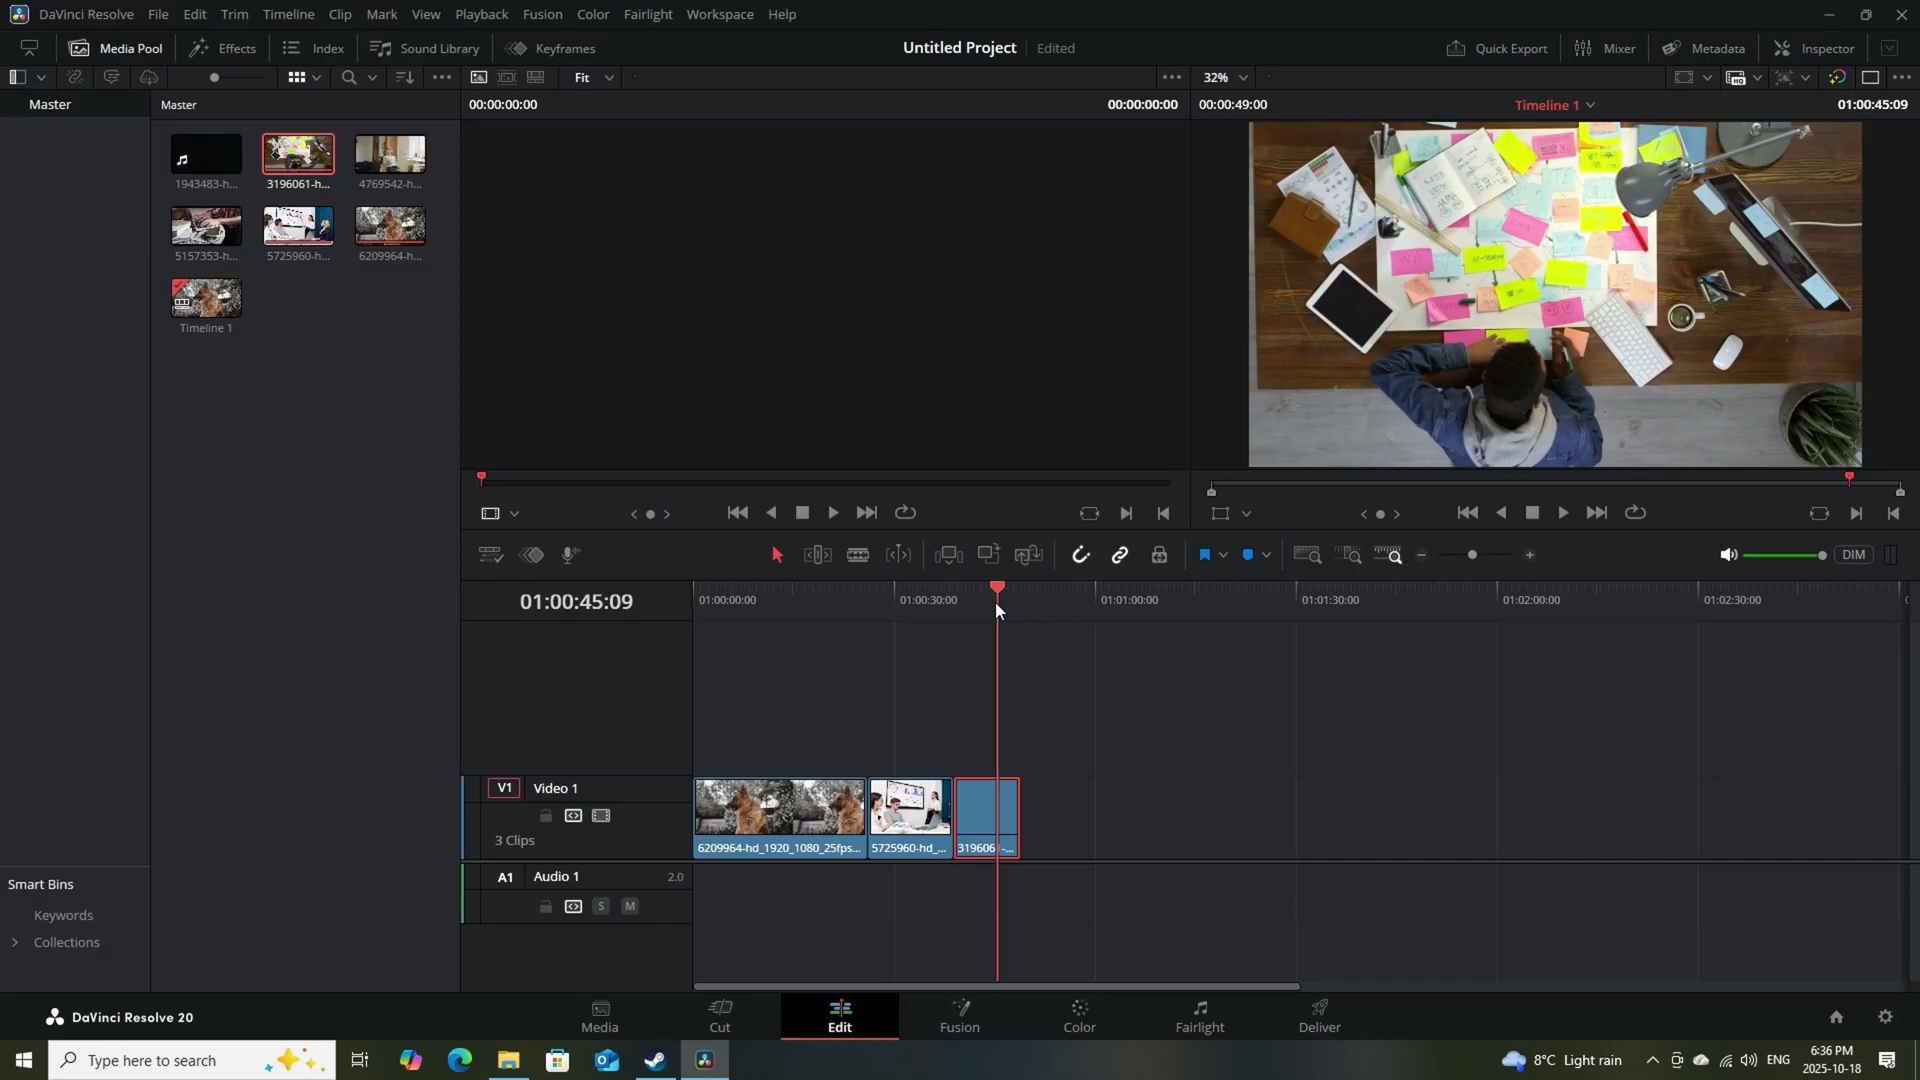 DaVinci Resolve File Edit Trim Timeline Clip Mark View Playback Fusion Color Fairlight Workspace Help
Media Pool Effects Index Sound Library Keyframes Untitled Project Edited Quick Export Mixer Metadata Inspector
Fit 32%
Master Master 00:00:00:00 00:00:00:00 00:00:49:00 Timeline 1 01:00:45:09
1943483-h... 3196061-h... 4769542-h...
5157353-h... 5725960-h... 6209964-h...
Timeline 1
DIM
01:00:45:09 01:00:00:00 01:00:30:00 01:01:00:00 01:01:30:00 01:02:00:00 01:02:30:00
V1 Video 1
3 Clips
6209964-hd_1920_1080_25fps... 5725960-hd_... 3196061-...
A1 Audio 1 2.0
S M
Smart Bins
Keywords
Collections
DaVinci Resolve 20 Media Cut Edit Fusion Color Fairlight Deliver
Type here to search 8°C Light rain ENG 6:36 PM
2025-10-18